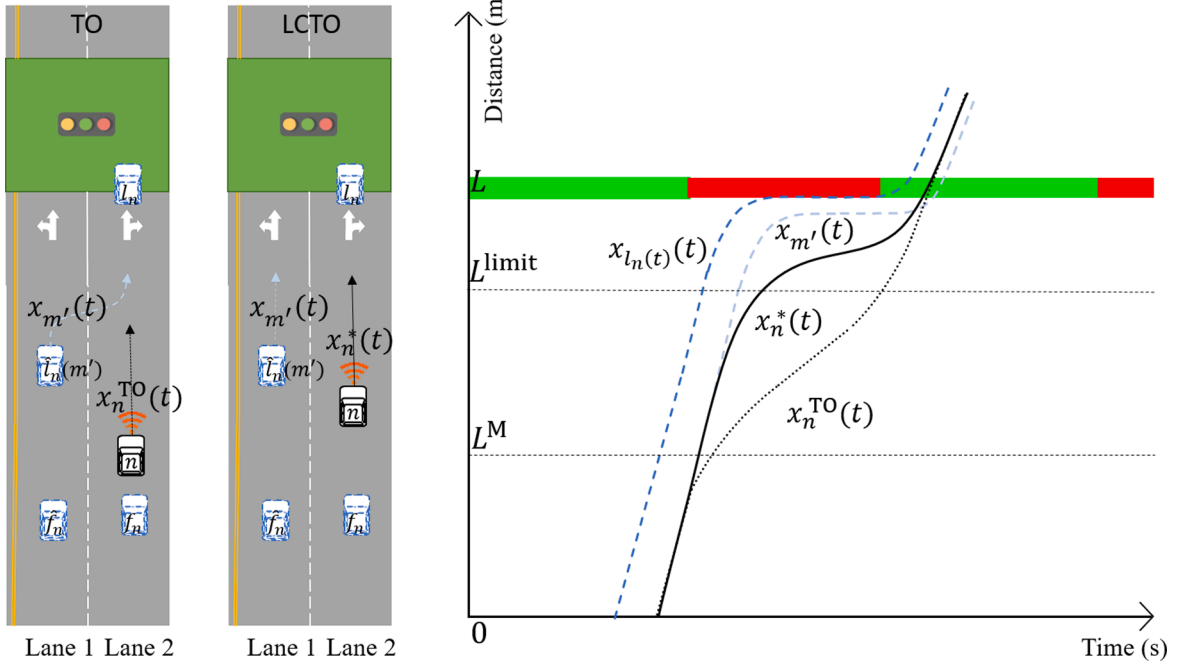 TO
l_n
x_{m'}(t)
l̂_n(m')
x_n^{TO}(t)
n
f̂_n
f_n
Lane 1 Lane 2
LCTO
l_n
x_{m'}(t)
x_n^*(t)
l̂_n(m')
n
f̂_n
f_n
Lane 1 Lane 2
Distance (m
L
x_{l_n(t)}(t)
x_{m'}(t)
L^{limit}
x_n^*(t)
x_n^{TO}(t)
L^M
0
Time (s)